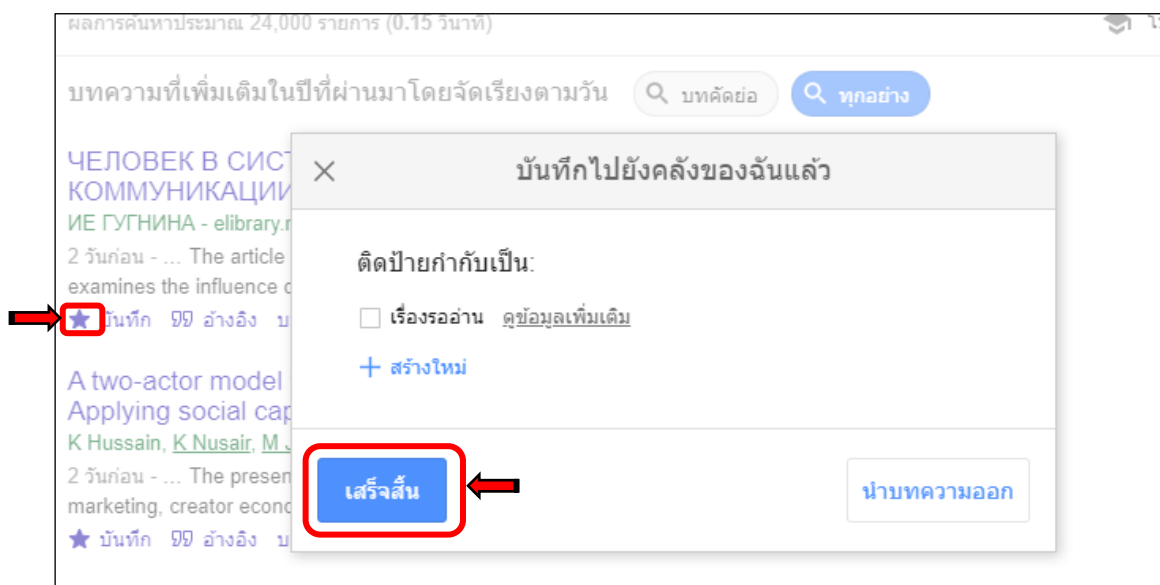 ผลการค้นหาประมาณ 24,000 รายการ (0.15 วินาที)
บทความที่เพิ่มเติมในปีที่ผ่านมาโดยจัดเรียงตามวัน
บทคัดย่อ
ทุกอย่าง
ЧЕЛОВЕК В
КОММУНИКАЦИИ
ИЕ ГУГНИНА - elibrary.r
2 วันก่อน - ... The article
examines the influence
บันทึก อ้างอิง
A two-actor model
Applying social
K Hussain, K Nusair, M
2 วันก่อน - ... The
marketing, creator
บันทึก อ้างอิง
บันทึกไปยังคลังของฉันแล้ว
ติดป้ายกำกับเป็น:
เรื่องรออ่าน ดูข้อมูลเพิ่มเติม
+ สร้างใหม่
เสร็จสิ้น
นำบทความออก